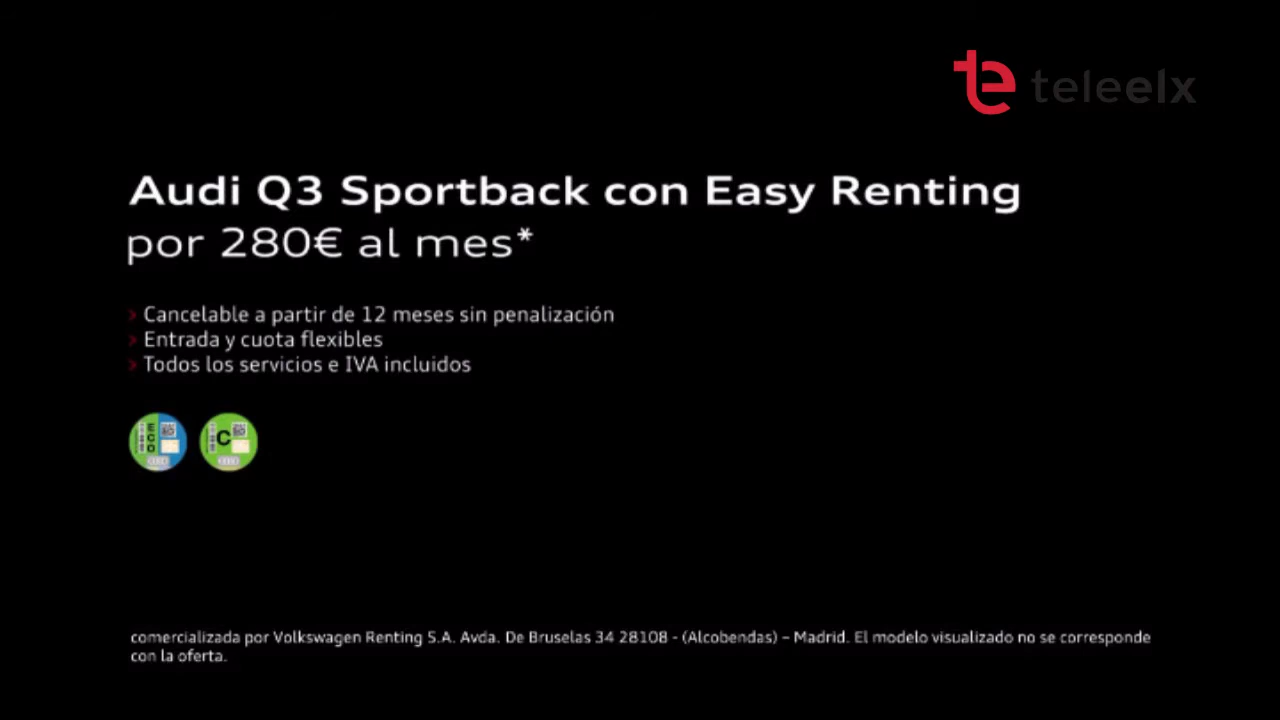 teleelx
Audi Q3 Sportback con Easy Renting
por 280€ al mes*
> Cancelable a partir de 12 meses sin penalización
> Entrada y cuota flexibles
> Todos los servicios e IVA incluidos
ECO
C
comercializada por Volkswagen Renting S.A. Avda. De Bruselas 34 28108 - (Alcobendas) – Madrid. El modelo visualizado no se corresponde
con la oferta.